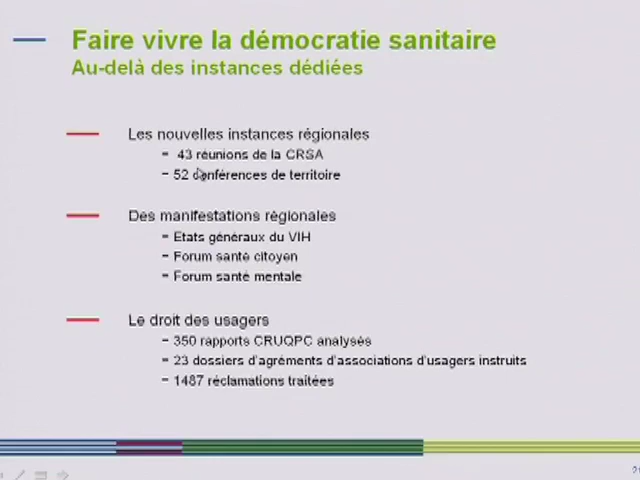 Faire vivre la démocratie sanitaire
Au-delà des instances dédiées
Les nouvelles instances régionales
- 43 réunions de la CRSA
- 52 conférences de territoire
Des manifestations régionales
- Etats généraux du VIH
- Forum santé citoyen
- Forum santé mentale
Le droit des usagers
- 350 rapports CRUQPC analysés
- 23 dossiers d'agréments d'associations d'usagers instruits
- 1487 réclamations traitées